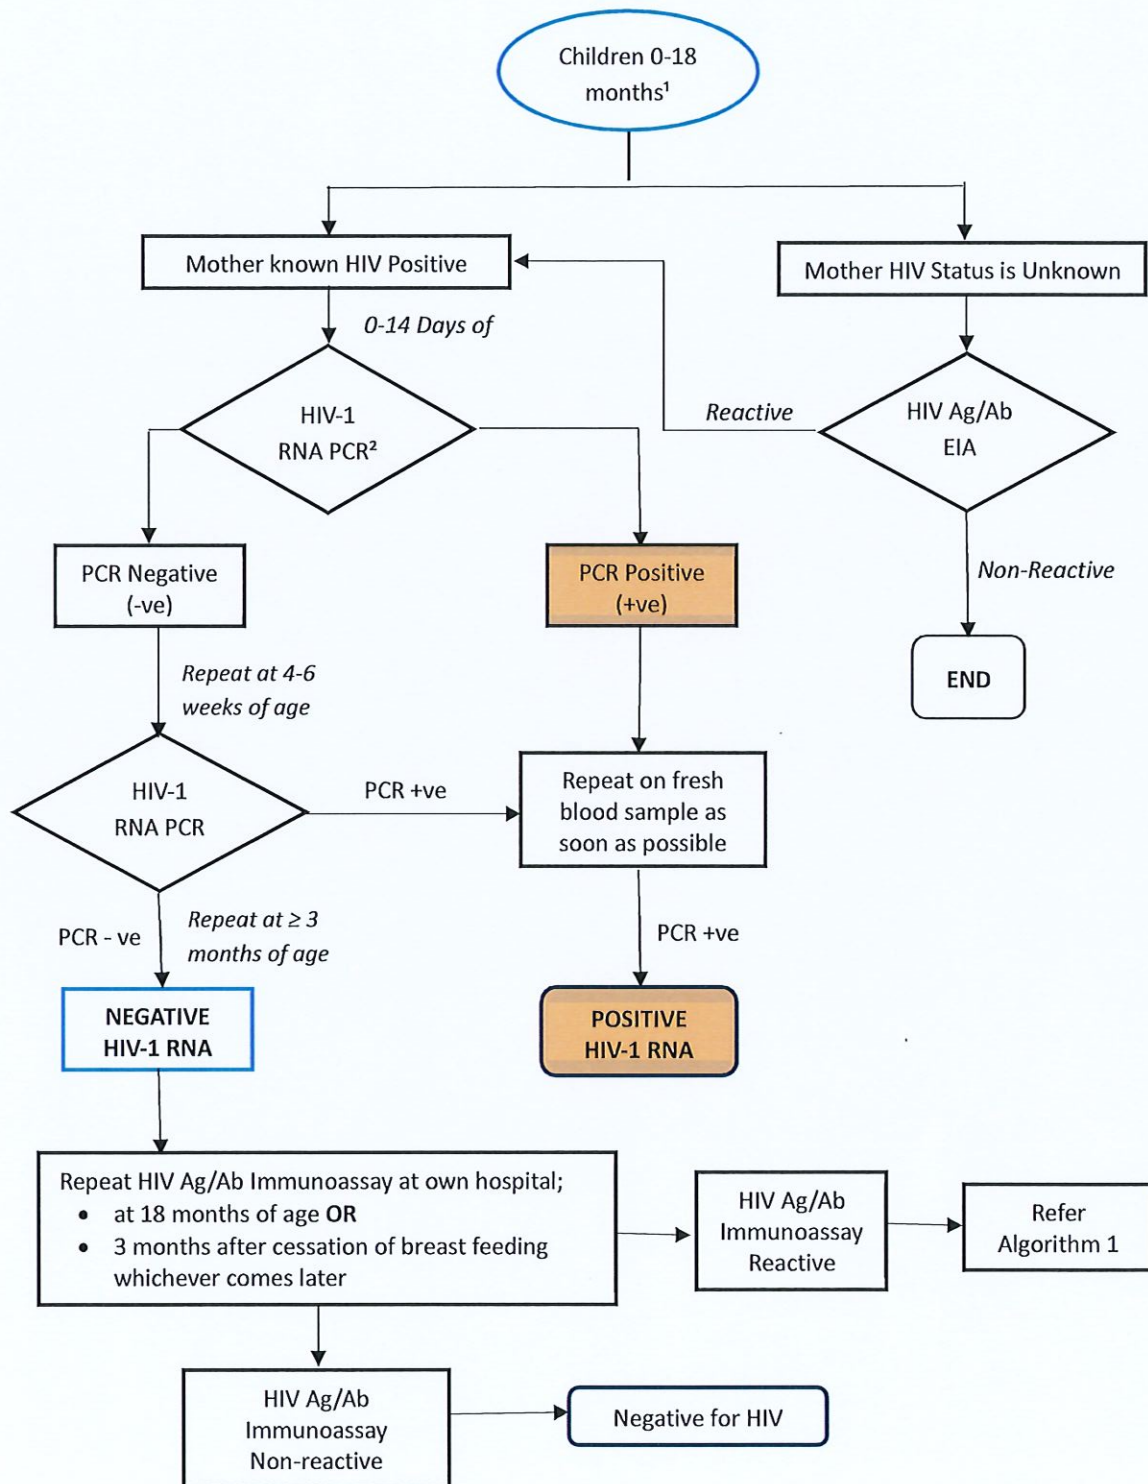 Children 0-18
months¹
Mother known HIV Positive
Mother HIV Status is Unknown
0-14 Days of
HIV-1
RNA PCR²
Reactive
HIV Ag/Ab
EIA
PCR Negative
(-ve)
PCR Positive
(+ve)
Non-Reactive
END
Repeat at 4-6
weeks of age
HIV-1
RNA PCR
PCR +ve
Repeat on fresh
blood sample as
soon as possible
PCR - ve
Repeat at ≥ 3
months of age
PCR +ve
NEGATIVE
HIV-1 RNA
POSITIVE
HIV-1 RNA
Repeat HIV Ag/Ab Immunoassay at own hospital;
• at 18 months of age OR
• 3 months after cessation of breast feeding
whichever comes later
HIV Ag/Ab
Immunoassay
Reactive
Refer
Algorithm 1
HIV Ag/Ab
Immunoassay
Non-reactive
Negative for HIV